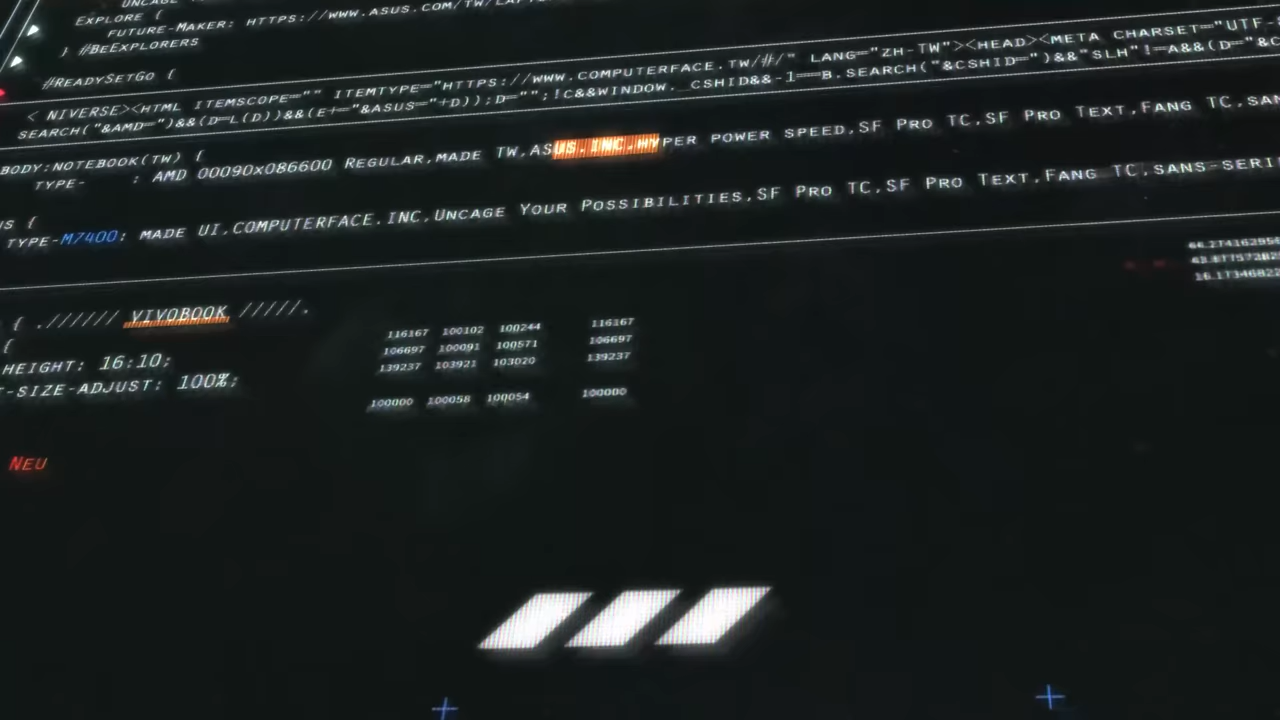 EXPLORE {
FUTURE-MAKER: HTTPS://WWW.ASUS.COM/TW/
} #BEEXPLORERS
#READYSETGO {
< NIVERSE><HTML ITEMSCOPE="" ITEMTYPE="HTTPS://WWW.COMPUTERFACE.TW/#/" LANG="ZH-TW"><HEAD><META CHARSET="UTF-8
SEARCH("&AMD=")&&(D=L(D))&&(E+="&ASUS="+D));D="";!C&&WINDOW._CSHID&&-1==B.SEARCH("&CSHID=")&&"SLH"!=A&&(D="&C
BODY:NOTEBOOK(TW) {
TYPE- : AMD 00090X086600 REGULAR,MADE TW,ASUS.INC,HYPER POWER SPEED,SF PRO TC,SF PRO TEXT,FANG TC,SAN
US {
TYPE-M7400: MADE UI,COMPUTERFACE.INC,UNCAGE YOUR POSSIBILITIES,SF PRO TC,SF PRO TEXT,FANG TC,SANS-SERI
{ .////// VIVOBOOK /////.
{
HEIGHT: 16:10;
-SIZE-ADJUST: 100%;
116167 100102 100244 116167
106697 100091 100571 106697
139237 103921 103020 139237
100000 100058 100054 100000
NEU